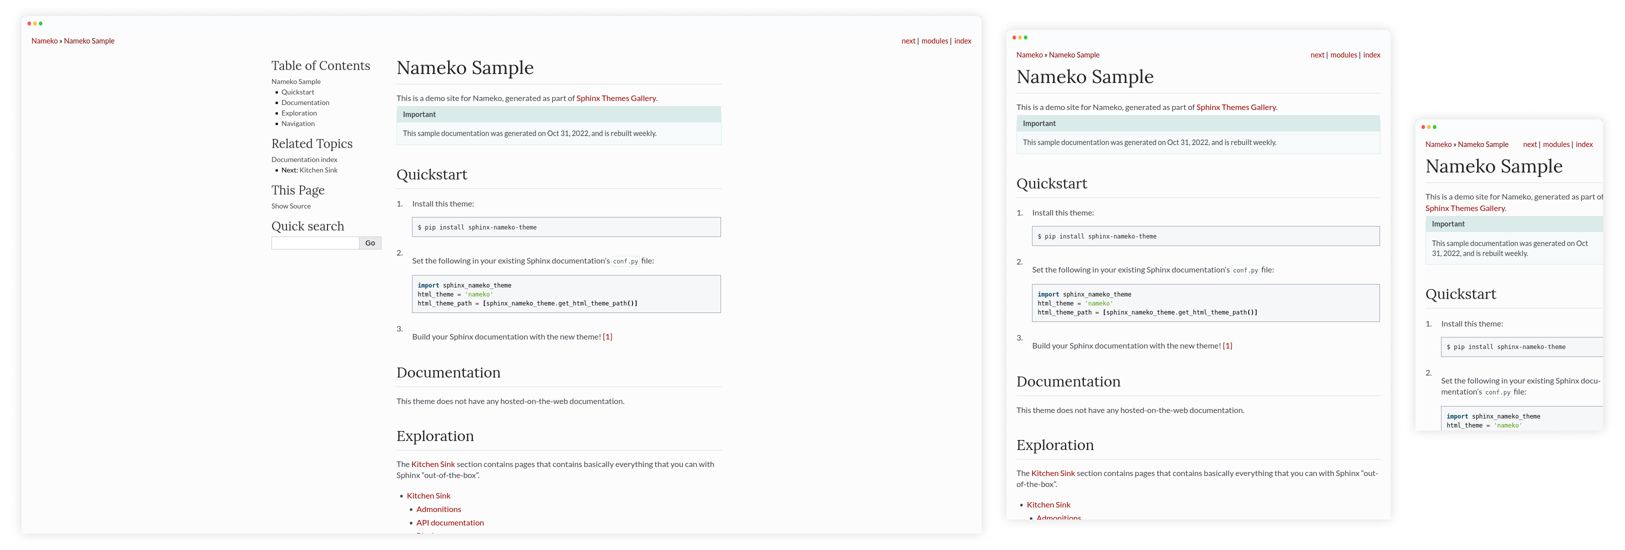 Nameko » Nameko Sample
next | modules | index
Table of Contents
Nameko Sample
Quickstart
Documentation
Exploration
Navigation
Related Topics
Documentation index
Next: Kitchen Sink
This Page
Show Source
Quick search
Go
Nameko Sample
This is a demo site for Nameko, generated as part of Sphinx Themes Gallery.
Important
This sample documentation was generated on Oct 31, 2022, and is rebuilt weekly.
Quickstart
1. Install this theme:
$ pip install sphinx-nameko-theme
2.
Set the following in your existing Sphinx documentation's conf.py file:
import sphinx_nameko_theme
html_theme = 'nameko'
html_theme_path = [sphinx_nameko_theme.get_html_theme_path()]
3.
Build your Sphinx documentation with the new theme! [1]
Documentation
This theme does not have any hosted-on-the-web documentation.
Exploration
The Kitchen Sink section contains pages that contains basically everything that you can with
Sphinx “out-of-the-box”.
Kitchen Sink
Admonitions
API documentation
Nameko » Nameko Sample
next | modules | index
Nameko Sample
This is a demo site for Nameko, generated as part of Sphinx Themes Gallery.
Important
This sample documentation was generated on Oct 31, 2022, and is rebuilt weekly.
Quickstart
1. Install this theme:
$ pip install sphinx-nameko-theme
2.
Set the following in your existing Sphinx documentation's conf.py file:
import sphinx_nameko_theme
html_theme = 'nameko'
html_theme_path = [sphinx_nameko_theme.get_html_theme_path()]
3.
Build your Sphinx documentation with the new theme! [1]
Documentation
This theme does not have any hosted-on-the-web documentation.
Exploration
The Kitchen Sink section contains pages that contains basically everything that you can with Sphinx “out-
of-the-box”.
Kitchen Sink
Admonitions
Nameko » Nameko Sample
next | modules | index
Nameko Sample
This is a demo site for Nameko, generated as part of
Sphinx Themes Gallery.
Important
This sample documentation was generated on Oct
31, 2022, and is rebuilt weekly.
Quickstart
1. Install this theme:
$ pip install sphinx-nameko-theme
2.
Set the following in your existing Sphinx docu-
mentation's conf.py file:
import sphinx_nameko_theme
html_theme = 'nameko'